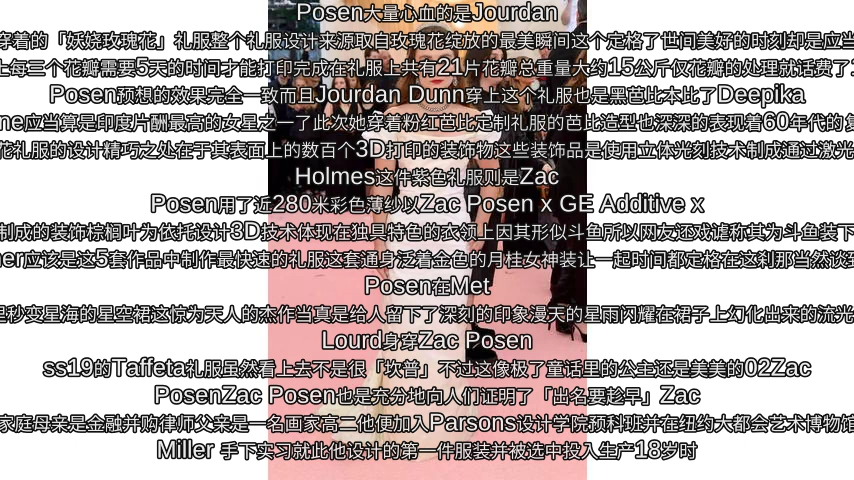 Posen大量心血的是Jourdan
穿着的「妖娆玫瑰花」礼服整个礼服设计来源取自玫瑰花绽放的最美瞬间这个定格了世间美好的时刻却是应当
上每三个花瓣需要5天的时间才能打印完成在礼服上共有21片花瓣总重量大约15公斤仅花瓣的处理就话费了
Posen预想的效果完全一致而且Jourdan Dunn穿上这个礼服也是黑芭比本比了Deepika
ne应当算是印度片酬最高的女星之一了此次她穿着粉红芭比定制礼服的芭比造型也深深的表现着60年代的复
花礼服的设计精巧之处在于其表面上的数百个3D打印的装饰物这些装饰品是使用立体光刻技术制成通过激光
Holmes这件紫色礼服则是Zac
Posen用了近280米彩色薄纱以Zac Posen x GE Additive x
制成的装饰棕榈叶为依托设计3D技术体现在独具特色的衣领上因其形似斗鱼所以网友还戏谑称其为斗鱼装下
ner应该是这5套作品中制作最快速的礼服这套通身泛着金色的月桂女神装让一起时间都定格在这刹那当然谈到
Posen在Met
里秒变星海的星空裙这惊为天人的杰作当真是给人留下了深刻的印象漫天的星雨闪耀在裙子上幻化出来的流光
Lourd身穿Zac Posen
ss19的Taffeta礼服虽然看上去不是很「坎普」不过这像极了童话里的公主还是美美的02Zac
PosenZac Posen也是充分地向人们证明了「出名要趁早」Zac
家庭母亲是金融并购律师父亲是一名画家高二他便加入Parsons设计学院预科班并在纽约大都会艺术博物馆
Miller 手下实习就此他设计的第一件服装并被选中投入生产18岁时